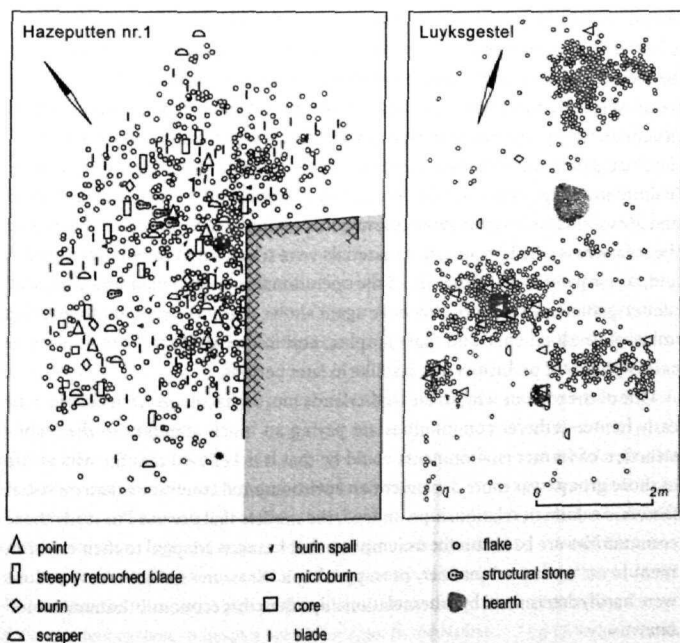 Hazeputten nr.1
Luyksgestel
0 2m
point
steeply retouched blade
burin
scraper
burin spall
microburin
core
blade
flake
structural stone
hearth